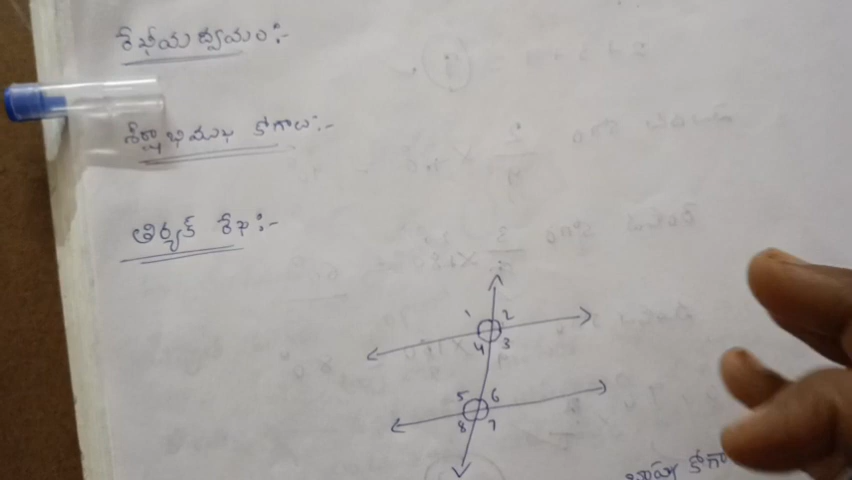 రేఖీయ ద్వయం:-
శీర్షాభిముఖ కోణాలు:-
తిర్యక్ రేఖ:-
1 2
4 3
5 6
8 7
బాహ్య